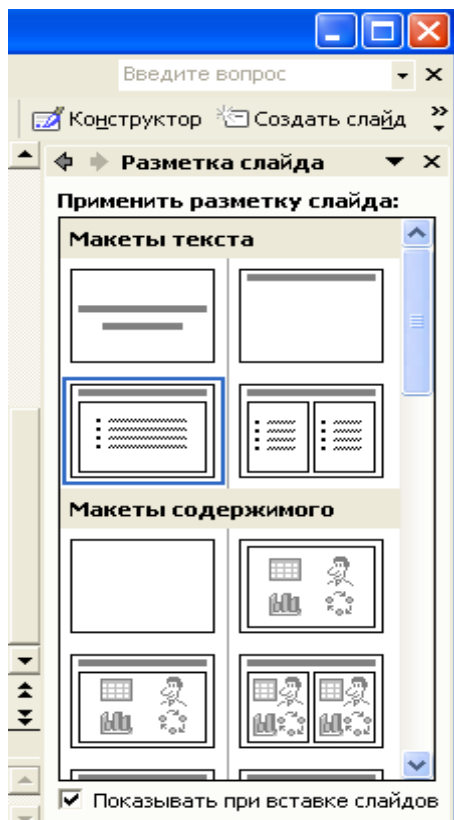 Введите вопрос
Конструктор Создать слайд
Разметка слайда
Применить разметку слайда:
Макеты текста
Макеты содержимого
Показывать при вставке слайдов